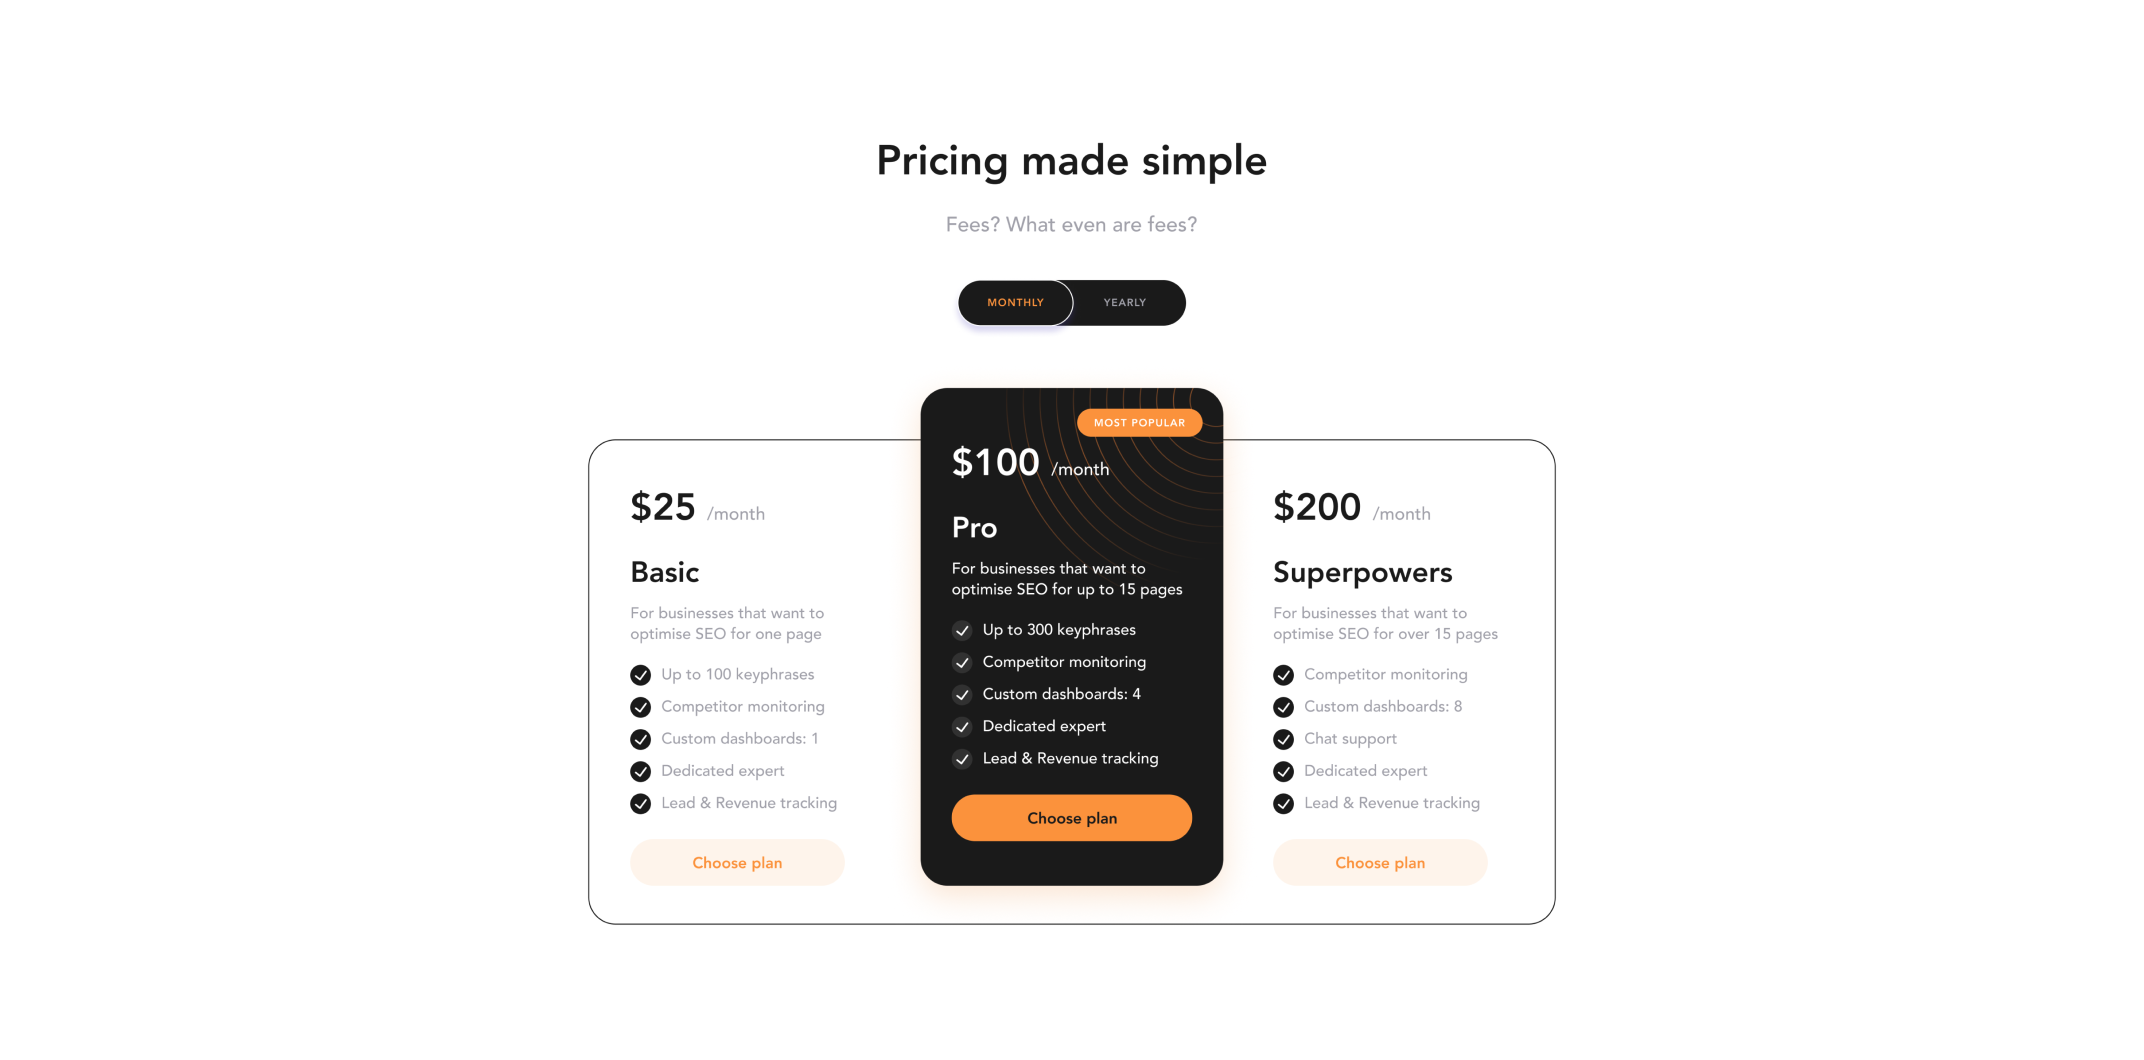 Pricing made simple
Fees? What even are fees?
MONTHLY
YEARLY
$25 /month
Basic
For businesses that want to
optimise SEO for one page
Up to 100 keyphrases
Competitor monitoring
Custom dashboards: 1
Dedicated expert
Lead & Revenue tracking
Choose plan
MOST POPULAR
$100 /month
Pro
For businesses that want to
optimise SEO for up to 15 pages
Up to 300 keyphrases
Competitor monitoring
Custom dashboards: 4
Dedicated expert
Lead & Revenue tracking
Choose plan
$200 /month
Superpowers
For businesses that want to
optimise SEO for over 15 pages
Competitor monitoring
Custom dashboards: 8
Chat support
Dedicated expert
Lead & Revenue tracking
Choose plan